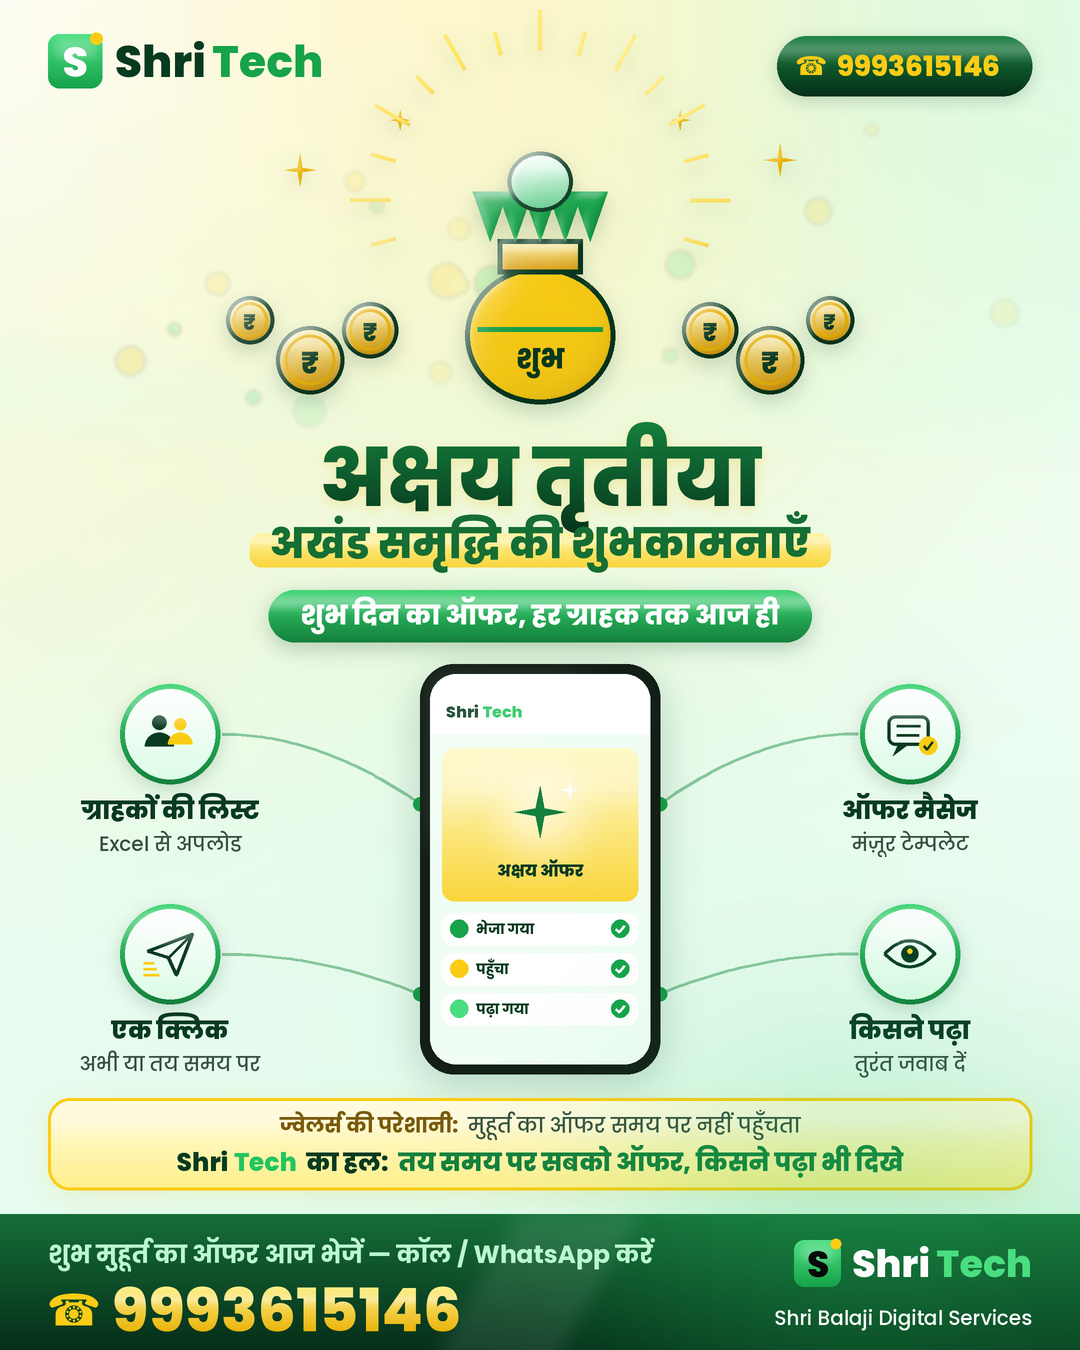 S Shri Tech
☎ 9993615146
₹ ₹ ₹ ₹ ₹ ₹
शुभ
अक्षय तृतीया
अखंड समृद्धि की शुभकामनाएँ
शुभ दिन का ऑफर, हर ग्राहक तक आज ही
Shri Tech
अक्षय ऑफर
भेजा गया
पहुँचा
पढ़ा गया
ग्राहकों की लिस्ट
Excel से अपलोड
ऑफर मैसेज
मंज़ूर टेम्पलेट
एक क्लिक
अभी या तय समय पर
किसने पढ़ा
तुरंत जवाब दें
ज्वेलर्स की परेशानी: मुहूर्त का ऑफर समय पर नहीं पहुँचता
Shri Tech का हल: तय समय पर सबको ऑफर, किसने पढ़ा भी दिखे
शुभ मुहूर्त का ऑफर आज भेजें — कॉल / WhatsApp करें
☎ 9993615146
S Shri Tech
Shri Balaji Digital Services